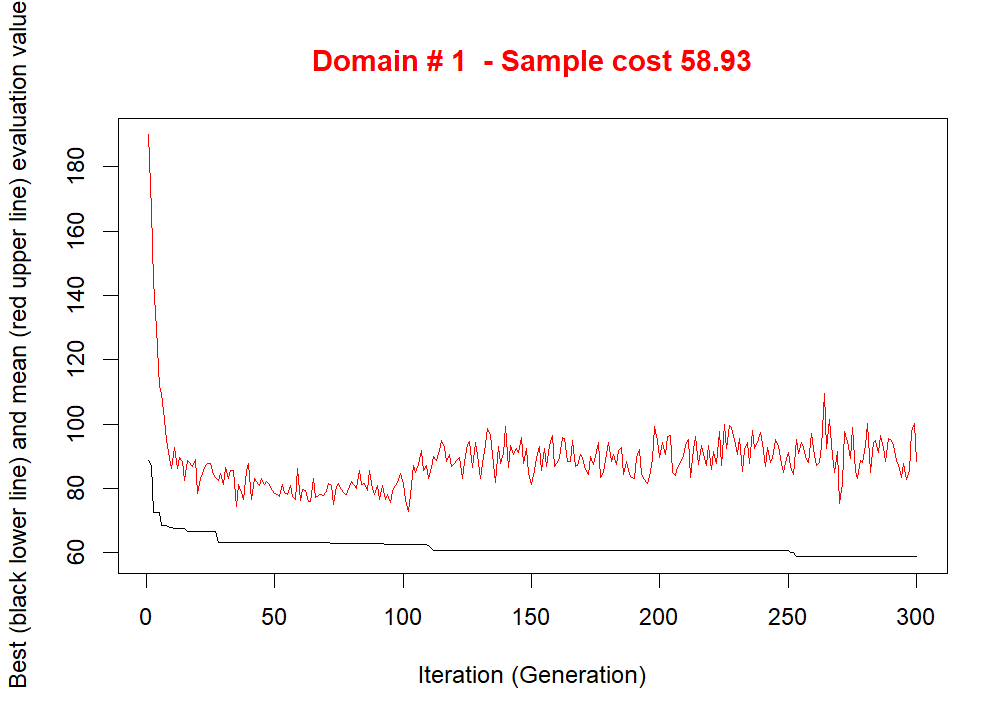 Domain # 1  - Sample cost 58.93
Best (black lower line) and mean (red upper line) evaluation value
180
160
140
120
100
80
60
0 50 100 150 200 250 300
Iteration (Generation)